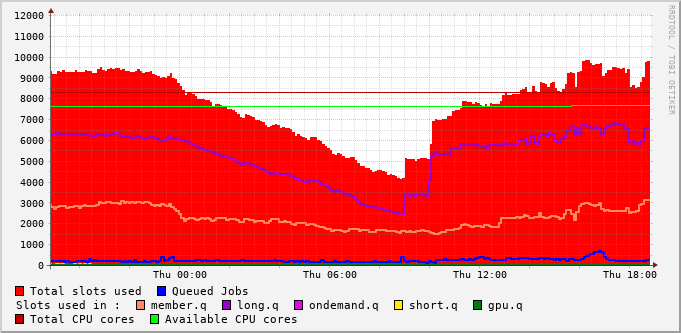 12000
11000
10000
9000
8000
7000
6000
5000
4000
3000
2000
1000
0
Thu 00:00 Thu 06:00 Thu 12:00 Thu 18:00
RRDTOOL / TOBI OETIKER
Total slots used Queued Jobs
Slots used in : member.q long.q ondemand.q short.q gpu.q
Total CPU cores Available CPU cores